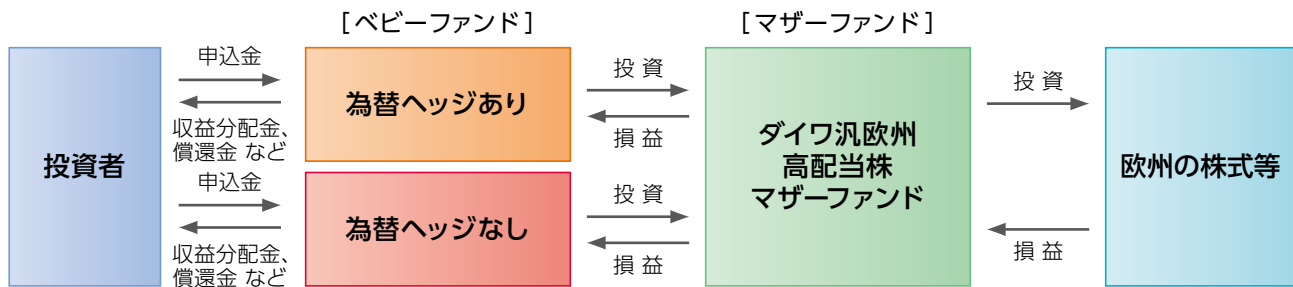 [ベビーファンド]
[マザーファンド]
投資者
申込金
収益分配金、
償還金 など
申込金
収益分配金、
償還金 など
為替ヘッジあり
為替ヘッジなし
投 資
損 益
投 資
損 益
ダイワ汎欧州
高配当株
マザーファンド
投 資
損 益
欧州の株式等